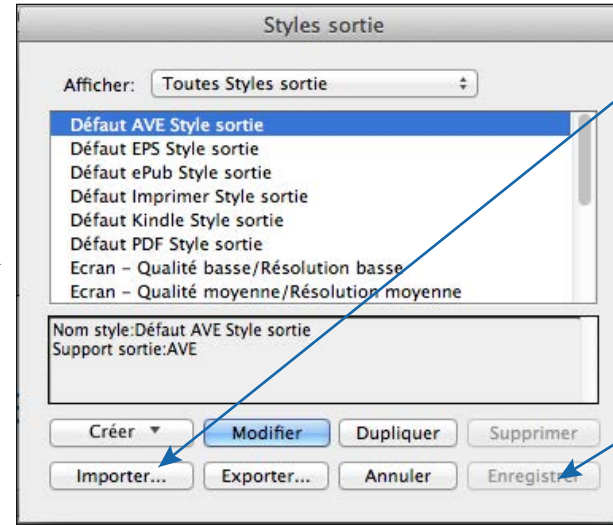 Styles sortie
Afficher: Toutes Styles sortie
Défaut AVE Style sortie
Défaut EPS Style sortie
Défaut ePub Style sortie
Défaut Imprimer Style sortie
Défaut Kindle Style sortie
Défaut PDF Style sortie
Ecran – Qualité basse/Résolution basse
Ecran – Qualité moyenne/Résolution moyenne
Nom style:Défaut AVE Style sortie
Support sortie:AVE
Créer Modifier Dupliquer Supprimer
Importer... Exporter... Annuler Enregistrer